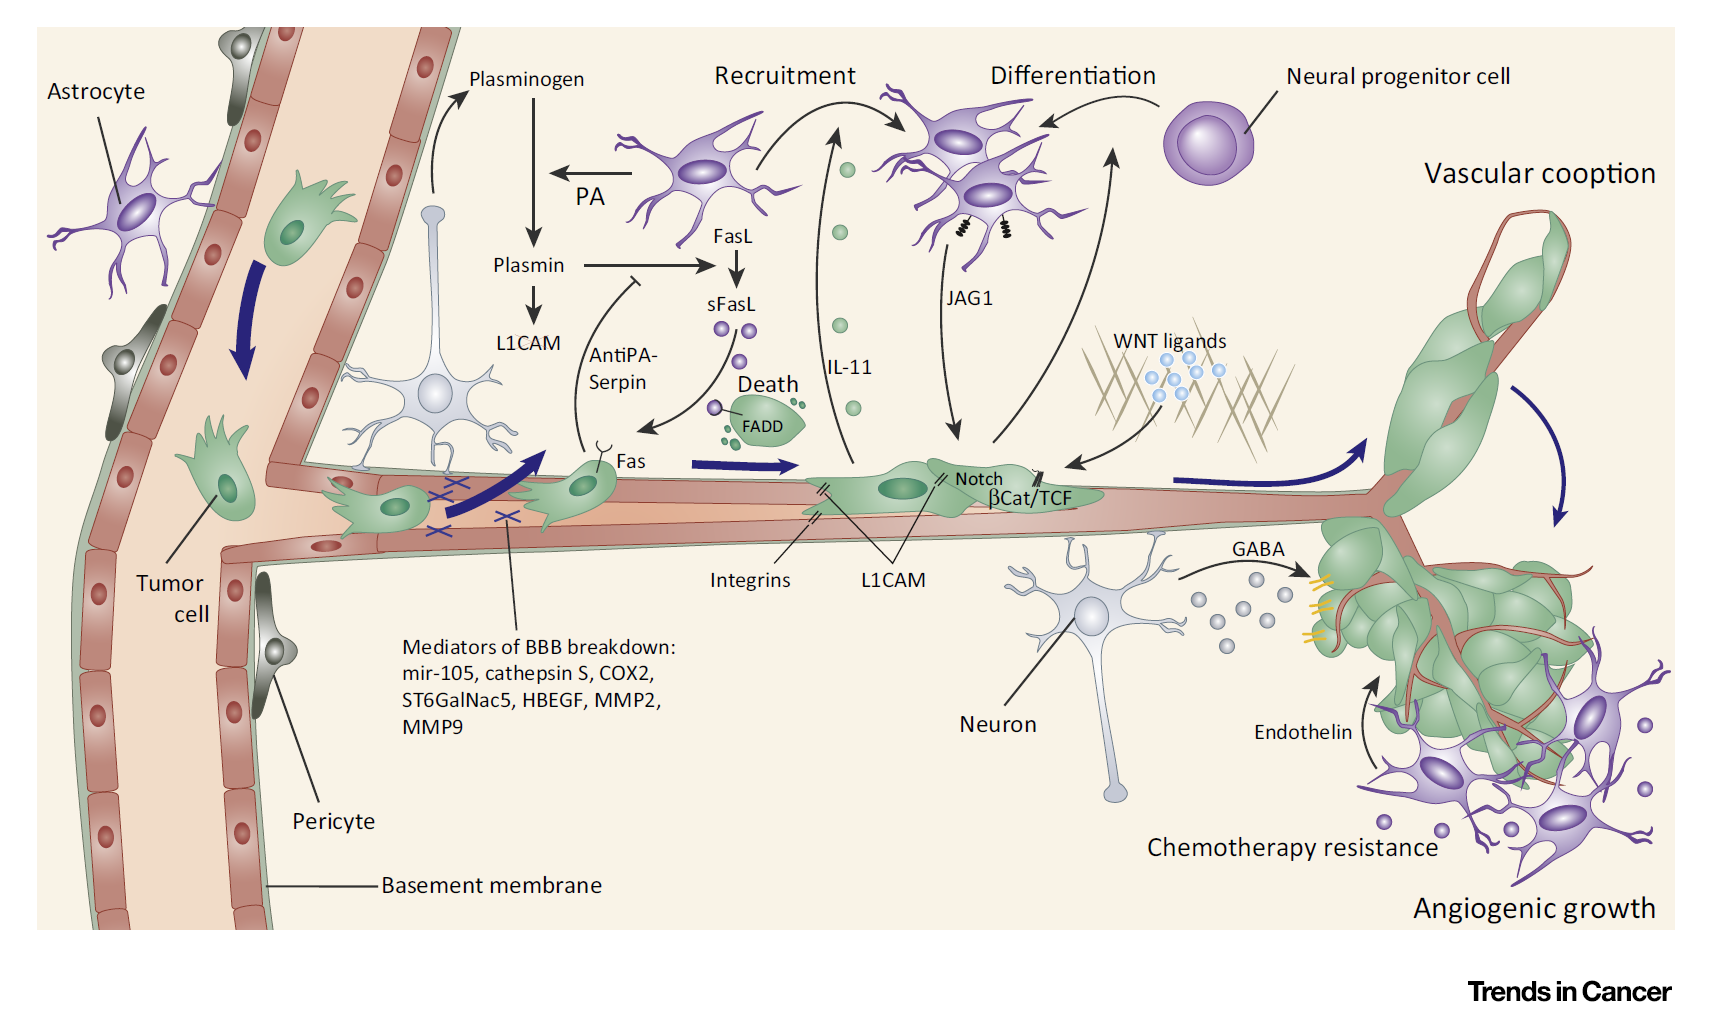 Astrocyte
Plasminogen
Recruitment
Differentiation
Neural progenitor cell
Vascular cooption
PA
FasL
Plasmin
sFasL
JAG1
L1CAM
AntiPA-
Serpin
WNT ligands
IL-11
Death
FADD
Fas
Notch
βCat/TCF
Integrins
L1CAM
GABA
Tumor
cell
Mediators of BBB breakdown:
mir-105, cathepsin S, COX2,
ST6GalNac5, HBEGF, MMP2,
MMP9
Neuron
Endothelin
Pericyte
Chemotherapy resistance
Basement membrane
Angiogenic growth
Trends in Cancer